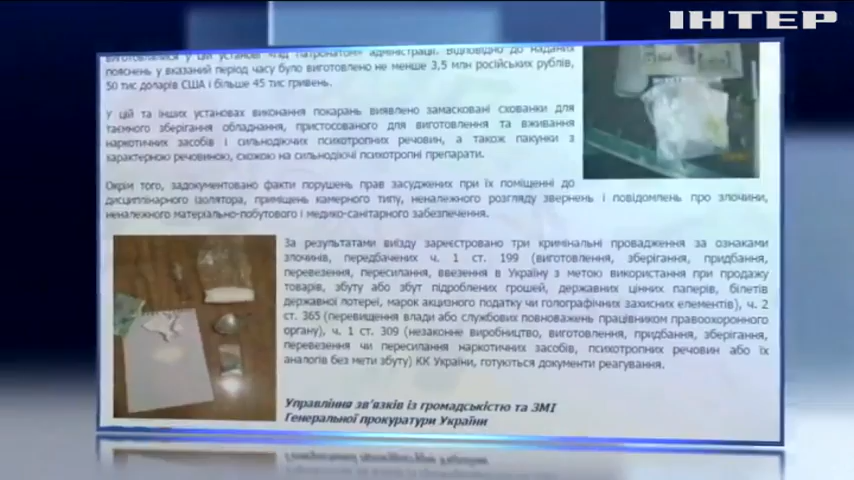 ІНТЕР
виготовлялися у цій установі «під патронатом» адміністрації. Відповідно до наданих
пояснень у вказаний період часу було виготовлено не менше 3,5 млн російських рублів,
50 тис доларів США і більше 45 тис гривень.
У цій та інших установах виконання покарань виявлено замасковані схованки для
таємного зберігання обладнання, пристосованого для виготовлення та вживання
наркотичних засобів і сильнодіючих психотропних речовин, а також пакунки з
характерною речовиною, схожою на сильнодіючі психотропні препарати.
Окрім того, задокументовано факти порушень прав засуджених при їх поміщенні до
дисциплінарного ізолятора, приміщень камерного типу, неналежного розгляду звернень і повідомлень про злочини,
неналежного матеріально-побутового і медико-санітарного забезпечення.
За результатами виїзду зареєстровано три кримінальні провадження за ознаками
злочинів, передбачених ч. 1 ст. 199 (виготовлення, зберігання, придбання,
перевезення, пересилання, ввезення в Україну з метою використання при продажу
товарів, збуту або збут підроблених грошей, державних цінних паперів, білетів
державної лотереї, марок акцизного податку чи голографічних захисних елементів), ч. 2
ст. 365 (перевищення влади або службових повноважень працівником правоохоронного
органу), ч. 1 ст. 309 (незаконне виробництво, виготовлення, придбання, зберігання,
перевезення чи пересилання наркотичних засобів, психотропних речовин або їх
аналогів без мети збуту) КК України, готуються документи реагування.
Управління зв'язків із громадськістю та ЗМІ
Генеральної прокуратури України